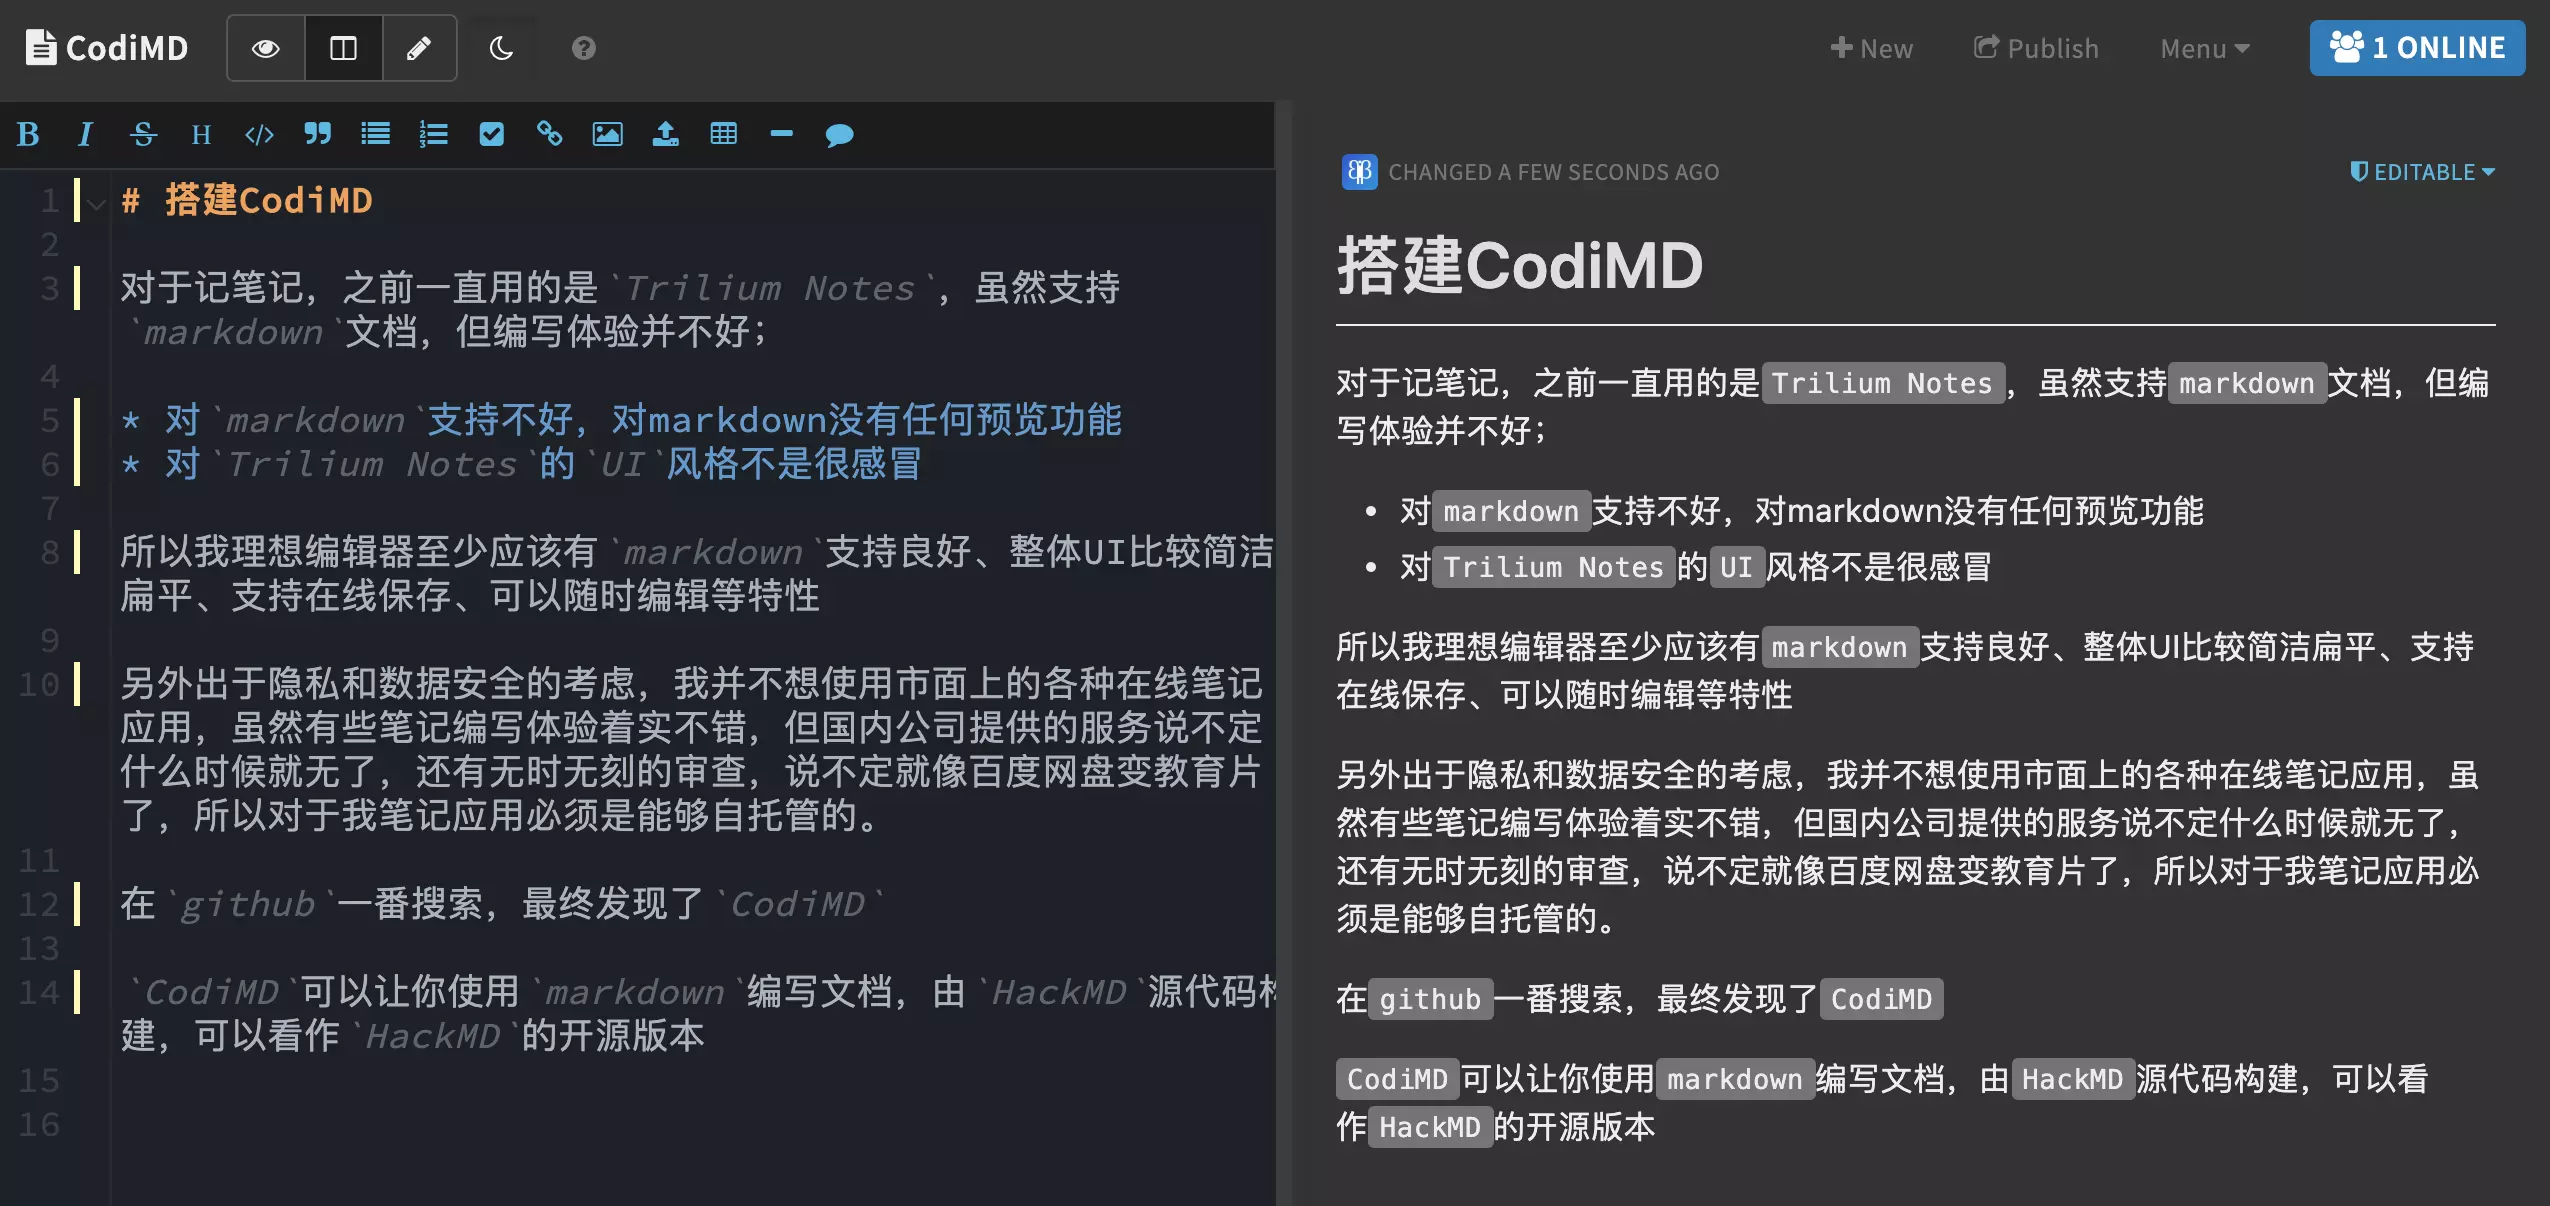 CodiMD
New
Publish
Menu
1 ONLINE
B I S H
1 # 搭建CodiMD
2
3 对于记笔记，之前一直用的是`Trilium Notes`，虽然支持
`markdown`文档，但编写体验并不好；
4
5 * 对`markdown`支持不好，对markdown没有任何预览功能
6 * 对`Trilium Notes`的`UI`风格不是很感冒
7
8 所以我理想编辑器至少应该有`markdown`支持良好、整体UI比较简洁
扁平、支持在线保存、可以随时编辑等特性
9
10 另外出于隐私和数据安全的考虑，我并不想使用市面上的各种在线笔记
应用，虽然有些笔记编写体验着实不错，但国内公司提供的服务说不定
什么时候就无了，还有无时无刻的审查，说不定就像百度网盘变教育片
了，所以对于我笔记应用必须是能够自托管的。
11
12 在`github`一番搜索，最终发现了`CodiMD`
13
14 `CodiMD`可以让你使用`markdown`编写文档，由`HackMD`源代码构
建，可以看作`HackMD`的开源版本
15
16
CHANGED A FEW SECONDS AGO
EDITABLE
搭建CodiMD
对于记笔记，之前一直用的是Trilium Notes，虽然支持markdown文档，但编
写体验并不好；
• 对markdown支持不好，对markdown没有任何预览功能
• 对Trilium Notes的UI风格不是很感冒
所以我理想编辑器至少应该有markdown支持良好、整体UI比较简洁扁平、支持
在线保存、可以随时编辑等特性
另外出于隐私和数据安全的考虑，我并不想使用市面上的各种在线笔记应用，虽
然有些笔记编写体验着实不错，但国内公司提供的服务说不定什么时候就无了，
还有无时无刻的审查，说不定就像百度网盘变教育片了，所以对于我笔记应用必
须是能够自托管的。
在github一番搜索，最终发现了CodiMD
CodiMD可以让你使用markdown编写文档，由HackMD源代码构建，可以看
作HackMD的开源版本